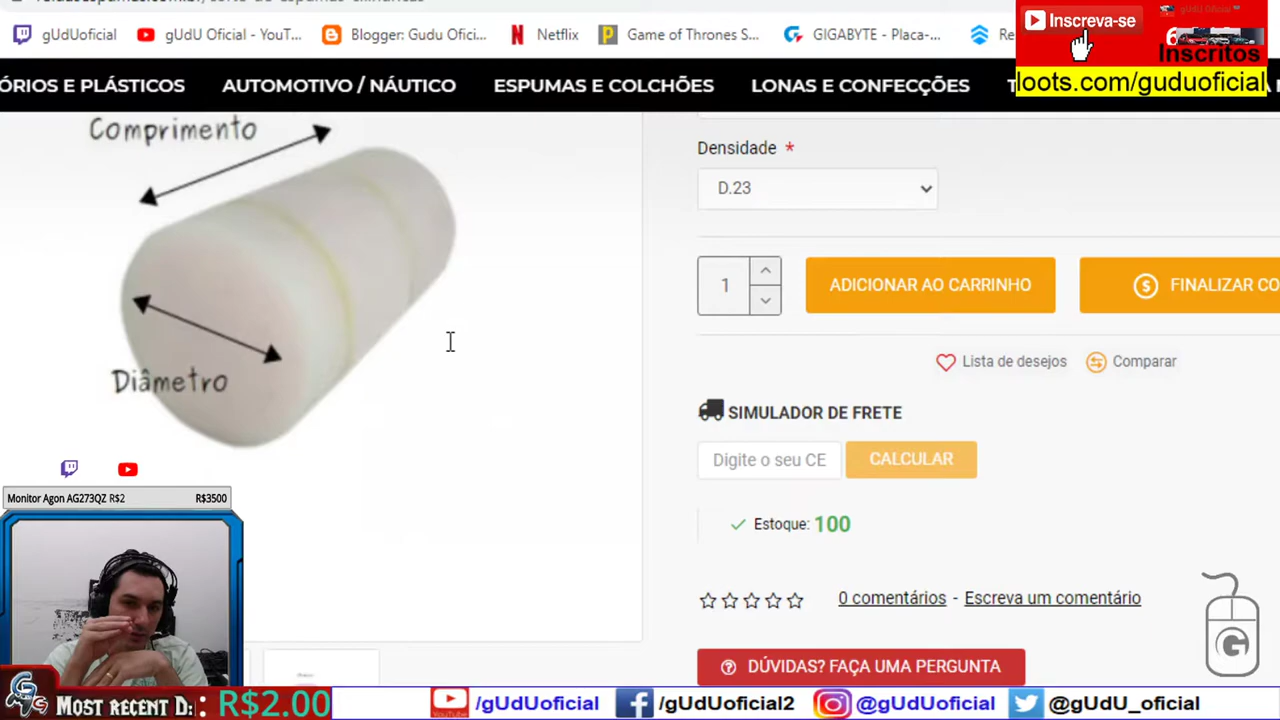 gUdUoficial
gUdU Oficial - YouT...
Blogger: Gudu Ofici...
Netflix
Game of Thrones S...
GIGABYTE - Placa-...
Re
Inscreva-se
Inscritos
loots.com/guduoficial
ÓRIOS E PLÁSTICOS
AUTOMOTIVO / NÁUTICO
ESPUMAS E COLCHÕES
LONAS E CONFECÇÕES
Comprimento
Diâmetro
Densidade *
D.23
1
ADICIONAR AO CARRINHO
FINALIZAR CO
Lista de desejos
Comparar
SIMULADOR DE FRETE
Digite o seu CE
CALCULAR
Estoque: 100
0 comentários - Escreva um comentário
DÚVIDAS? FAÇA UMA PERGUNTA
Monitor Agon AG273QZ R$2 R$3500
Most recent D: : R$2.00
/gUdUoficial
/gUdUoficial2
@gUdUoficial
@gUdU_oficial